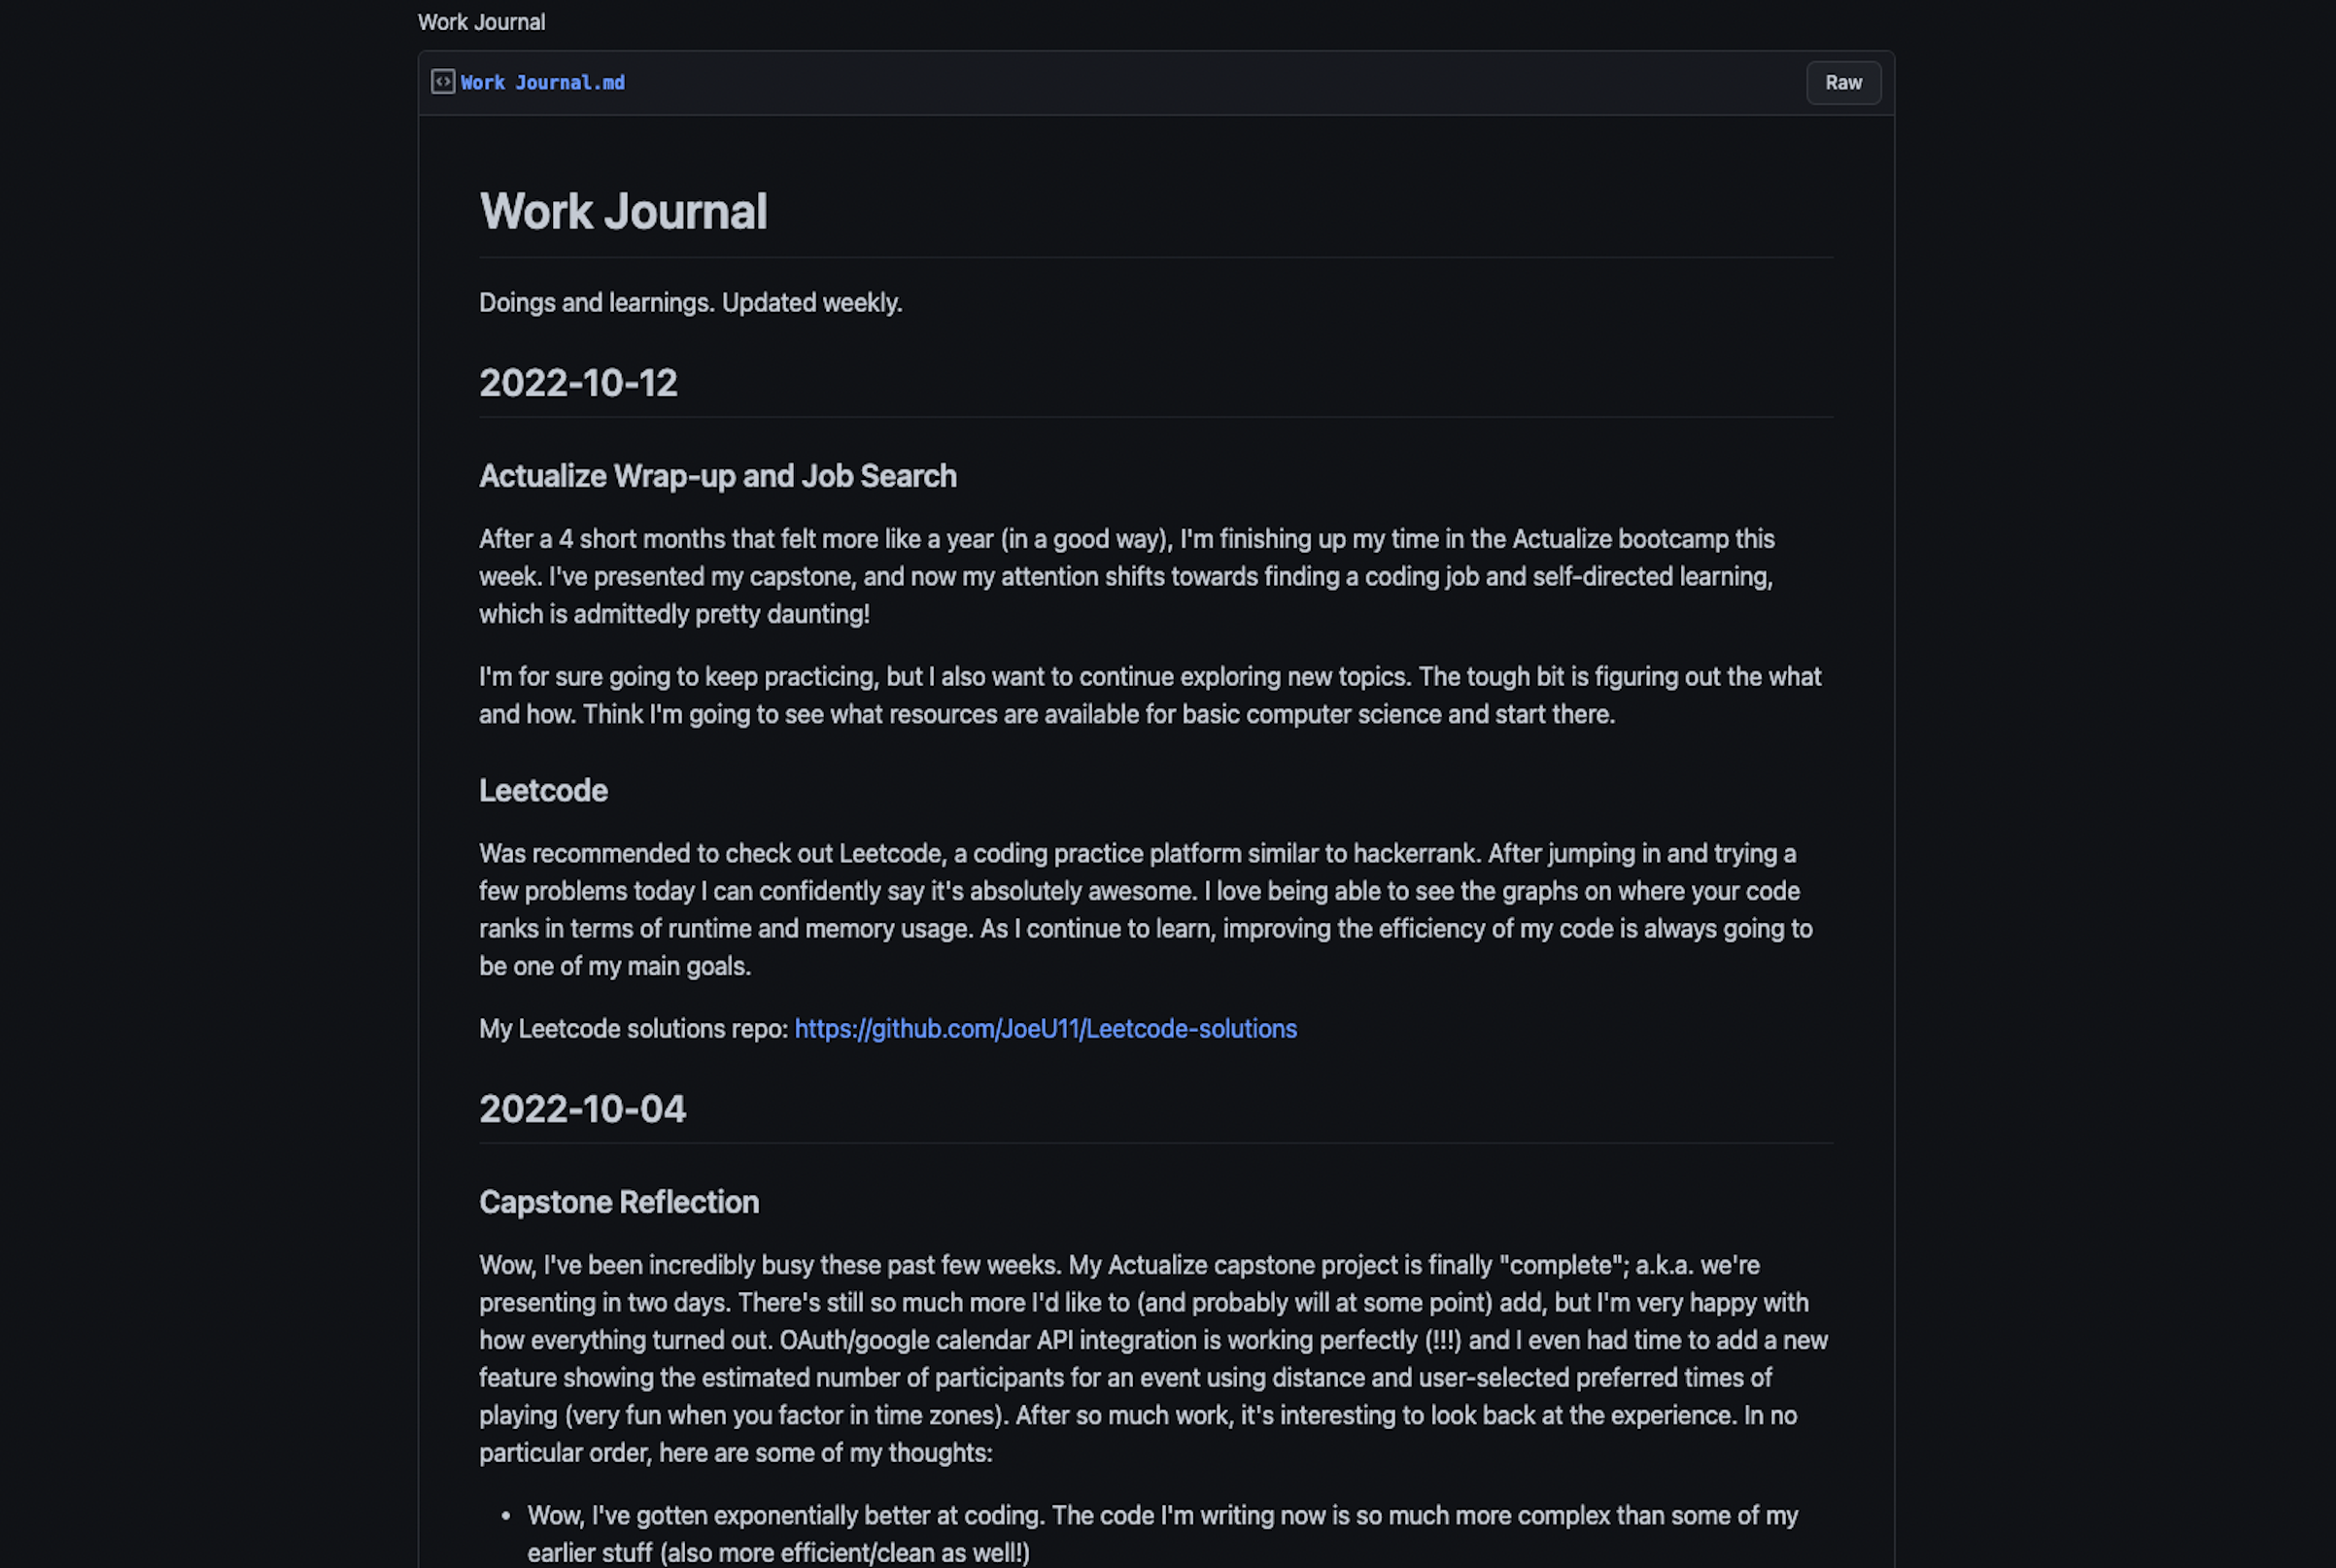 Work Journal
Work Journal.md
Raw
Work Journal
Doings and learnings. Updated weekly.
2022-10-12
Actualize Wrap-up and Job Search
After a 4 short months that felt more like a year (in a good way), I'm finishing up my time in the Actualize bootcamp this
week. I've presented my capstone, and now my attention shifts towards finding a coding job and self-directed learning,
which is admittedly pretty daunting!
I'm for sure going to keep practicing, but I also want to continue exploring new topics. The tough bit is figuring out the what
and how. Think I'm going to see what resources are available for basic computer science and start there.
Leetcode
Was recommended to check out Leetcode, a coding practice platform similar to hackerrank. After jumping in and trying a
few problems today I can confidently say it's absolutely awesome. I love being able to see the graphs on where your code
ranks in terms of runtime and memory usage. As I continue to learn, improving the efficiency of my code is always going to
be one of my main goals.
My Leetcode solutions repo: https://github.com/JoeU11/Leetcode-solutions
2022-10-04
Capstone Reflection
Wow, I've been incredibly busy these past few weeks. My Actualize capstone project is finally "complete"; a.k.a. we're
presenting in two days. There's still so much more I'd like to (and probably will at some point) add, but I'm very happy with
how everything turned out. OAuth/google calendar API integration is working perfectly (!!!) and I even had time to add a new
feature showing the estimated number of participants for an event using distance and user-selected preferred times of
playing (very fun when you factor in time zones). After so much work, it's interesting to look back at the experience. In no
particular order, here are some of my thoughts:
• Wow, I've gotten exponentially better at coding. The code I'm writing now is so much more complex than some of my
earlier stuff (also more efficient/clean as well!)